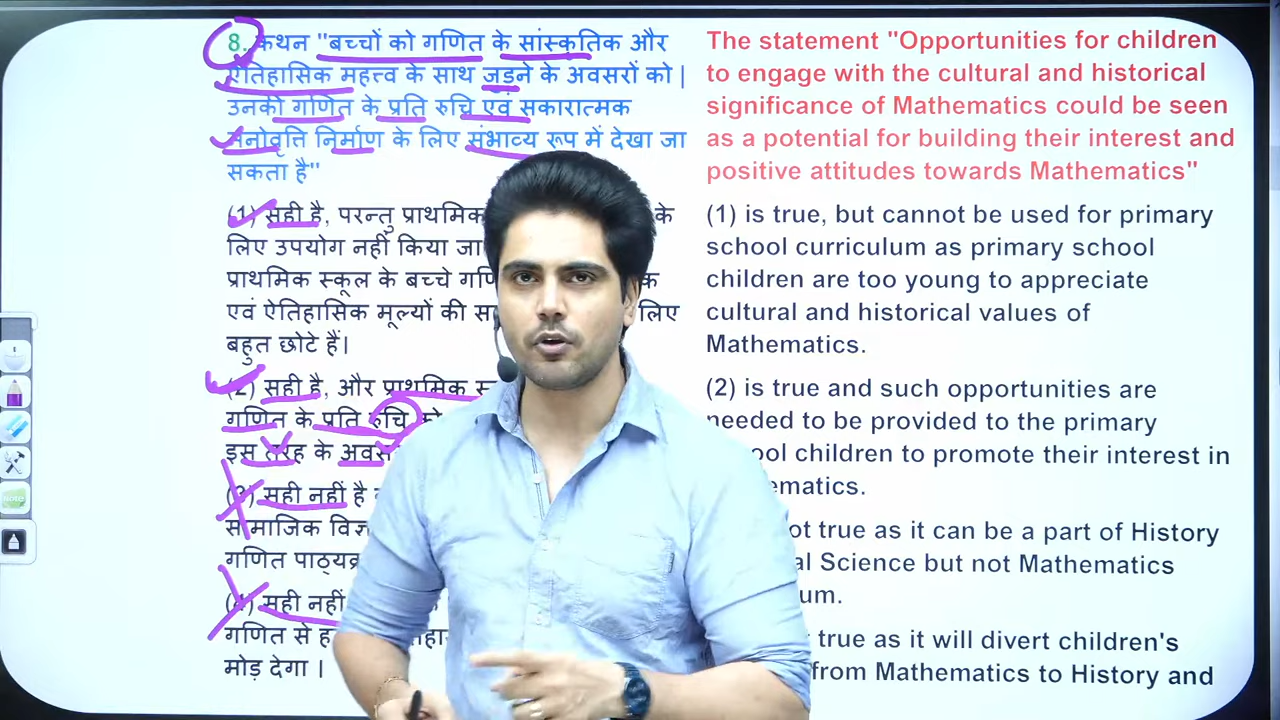 8. कथन "बच्चों को गणित के सांस्कृतिक और
ऐतिहासिक महत्त्व के साथ जुड़ने के अवसरों को |
उनकी गणित के प्रति रुचि एवं सकारात्मक
मनोवृत्ति निर्माण के लिए संभाव्य रूप में देखा जा
सकता है"
(1) सही है, परन्तु प्राथमिक के
लिए उपयोग नहीं किया जा
प्राथमिक स्कूल के बच्चे
एवं ऐतिहासिक मूल्यों की लिए
बहुत छोटे हैं।
(2) सही है, और प्राथमिक
गणित के प्रति रुचि को
इस तरह के
(3) सही नहीं है
सामाजिक
गणित
(4) सही नहीं
गणित से
मोड़ देगा ।
The statement "Opportunities for children
to engage with the cultural and historical
significance of Mathematics could be seen
as a potential for building their interest and
positive attitudes towards Mathematics"
(1) is true, but cannot be used for primary
school curriculum as primary school
children are too young to appreciate
cultural and historical values of
Mathematics.
(2) is true and such opportunities are
needed to be provided to the primary
ool children to promote their interest in
ematics.
ot true as it can be a part of History
al Science but not Mathematics
um.
true as it will divert children's
from Mathematics to History and